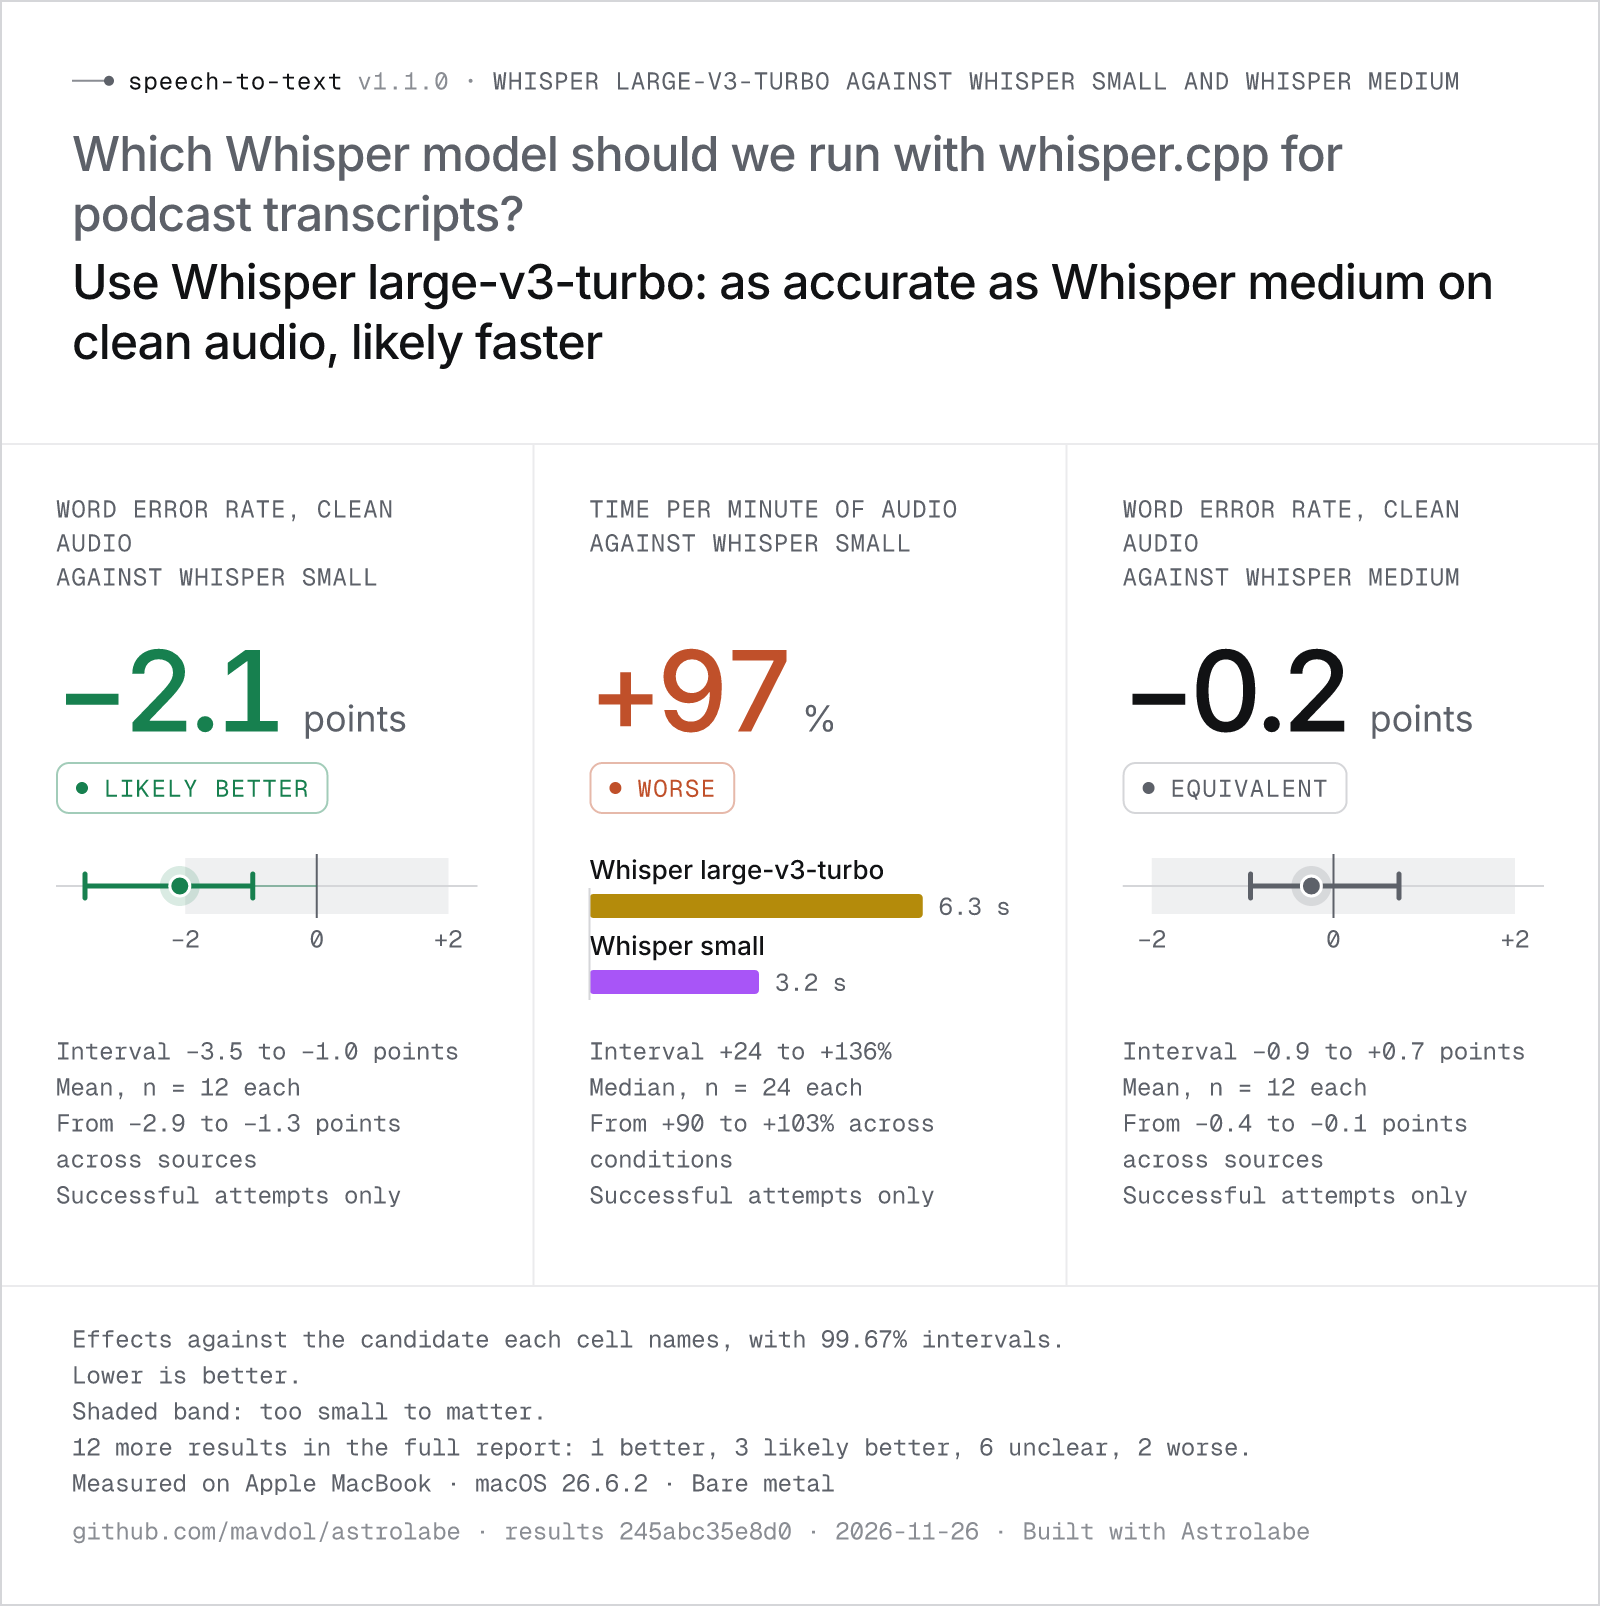 speech-to-text v1.1.0 · WHISPER LARGE-V3-TURBO AGAINST WHISPER SMALL AND WHISPER MEDIUM
Which Whisper model should we run with whisper.cpp for
podcast transcripts?
Use Whisper large-v3-turbo: as accurate as Whisper medium on
clean audio, likely faster
WORD ERROR RATE, CLEAN
AUDIO
AGAINST WHISPER SMALL
−2.1 points
LIKELY BETTER
−2 0 +2
Interval −3.5 to −1.0 points
Mean, n = 12 each
From −2.9 to −1.3 points
across sources
Successful attempts only
TIME PER MINUTE OF AUDIO
AGAINST WHISPER SMALL
+97 %
WORSE
Whisper large-v3-turbo
6.3 s
Whisper small
3.2 s
Interval +24 to +136%
Median, n = 24 each
From +90 to +103% across
conditions
Successful attempts only
WORD ERROR RATE, CLEAN
AUDIO
AGAINST WHISPER MEDIUM
−0.2 points
EQUIVALENT
−2 0 +2
Interval −0.9 to +0.7 points
Mean, n = 12 each
From −0.4 to −0.1 points
across sources
Successful attempts only
Effects against the candidate each cell names, with 99.67% intervals.
Lower is better.
Shaded band: too small to matter.
12 more results in the full report: 1 better, 3 likely better, 6 unclear, 2 worse.
Measured on Apple MacBook · macOS 26.6.2 · Bare metal
github.com/mavdol/astrolabe · results 245abc35e8d0 · 2026-11-26 · Built with Astrolabe